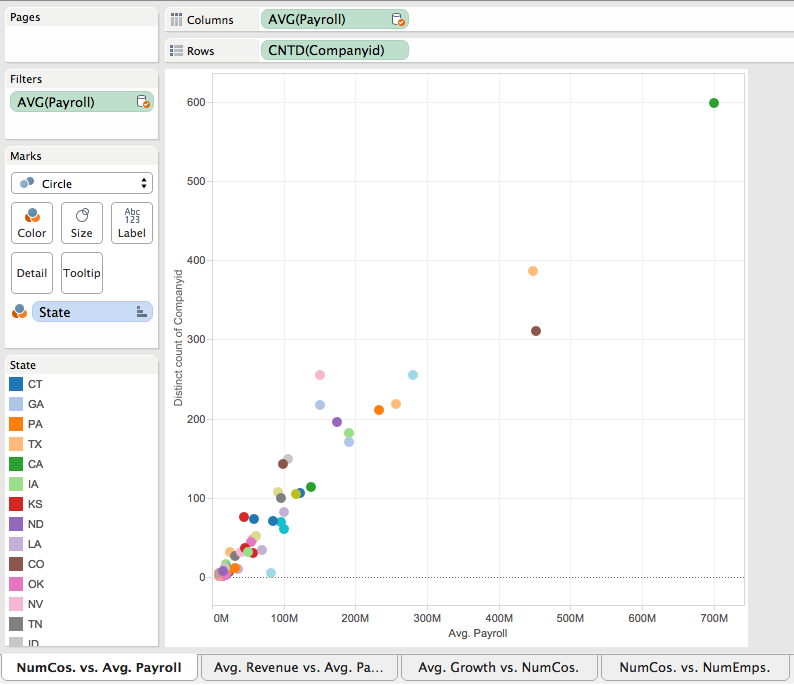 Pages
Columns AVG(Payroll)
Rows CNTD(Companyid)
Filters
AVG(Payroll)
Marks
Circle
Color Size Abc 123 Label
Detail Tooltip
State
State
CT
GA
PA
TX
CA
IA
KS
ND
LA
CO
OK
NV
TN
ID
Distinct count of Companyid
600
500
400
300
200
100
0
0M 100M 200M 300M 400M 500M 600M 700M
Avg. Payroll
NumCos. vs. Avg. Payroll Avg. Revenue vs. Avg. Pa... Avg. Growth vs. NumCos. NumCos. vs. NumEmps.